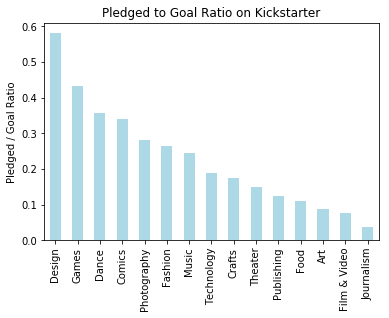 Pledged to Goal Ratio on Kickstarter
Pledged / Goal Ratio
0.6
0.5
0.4
0.3
0.2
0.1
0.0
Design
Games
Dance
Comics
Photography
Fashion
Music
Technology
Crafts
Theater
Publishing
Food
Art
Film & Video
Journalism